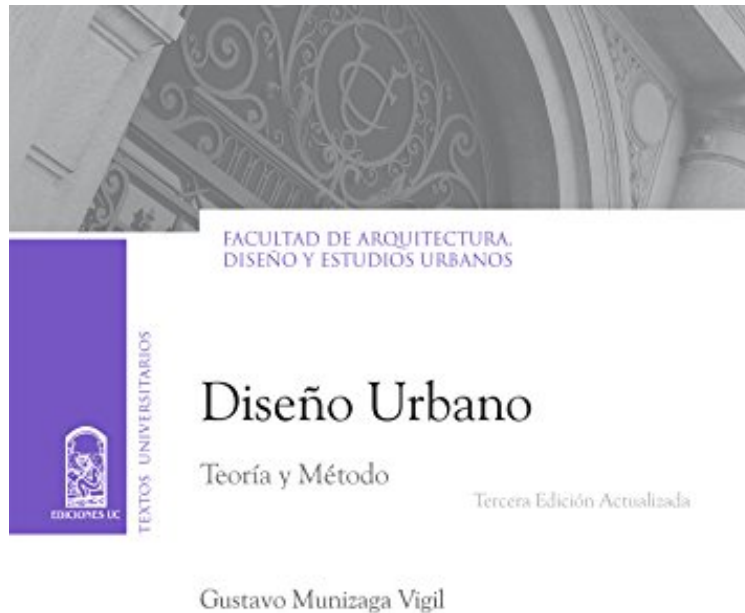 FACULTAD DE ARQUITECTURA,
DISEÑO Y ESTUDIOS URBANOS
TEXTOS UNIVERSITARIOS
EDICIONES UC
Diseño Urbano
Teoría y Método
Tercera Edición Actualizada
Gustavo Munizaga Vigil